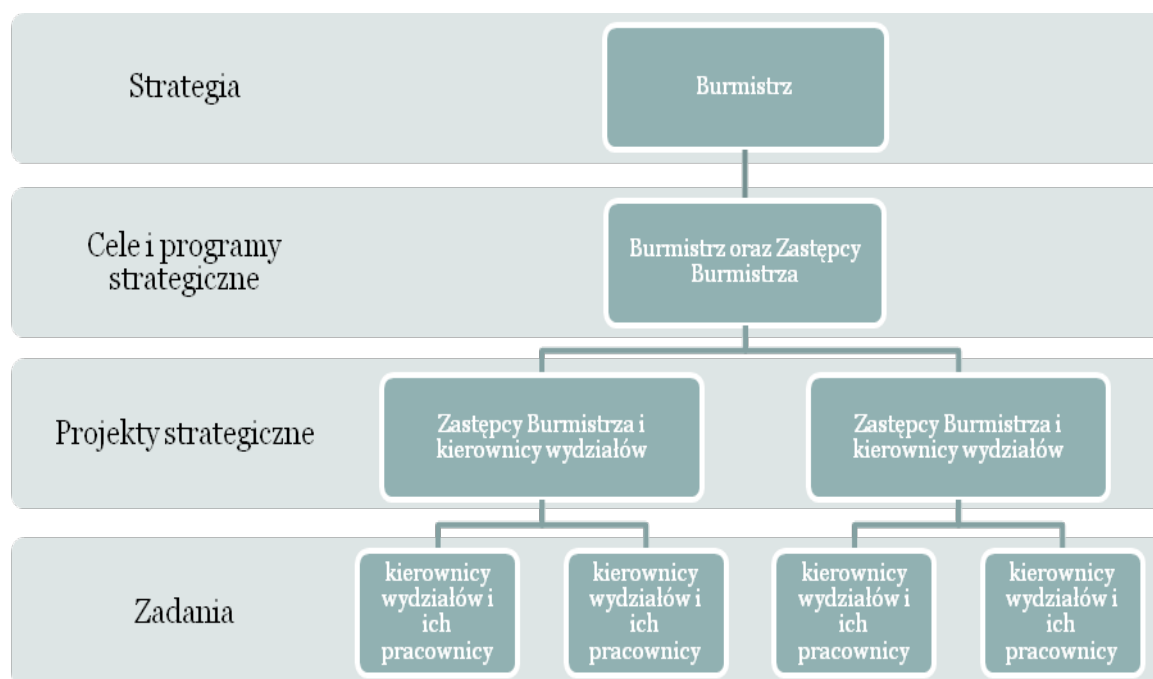 Strategia
Burmistrz
Cele i programy
strategiczne
Burmistrz oraz Zastępcy
Burmistrza
Projekty strategiczne
Zastępcy Burmistrza i
kierownicy wydziałów
Zastępcy Burmistrza i
kierownicy wydziałów
Zadania
kierownicy
wydziałów i
ich
pracownicy
kierownicy
wydziałów i
ich
pracownicy
kierownicy
wydziałów i
ich
pracownicy
kierownicy
wydziałów i
ich
pracownicy